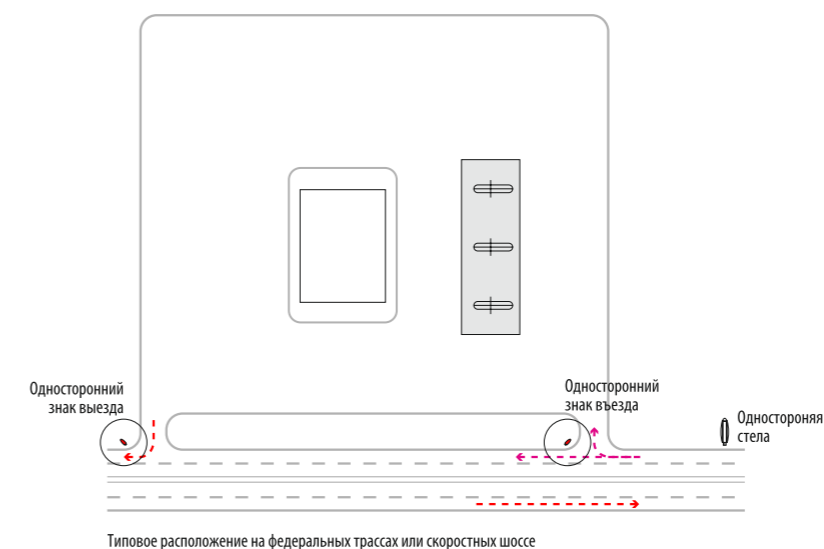 Односторонний
знак выезда
Односторонний
знак въезда
Одностороняя
стела
Типовое расположение на федеральных трассах или скоростных шоссе